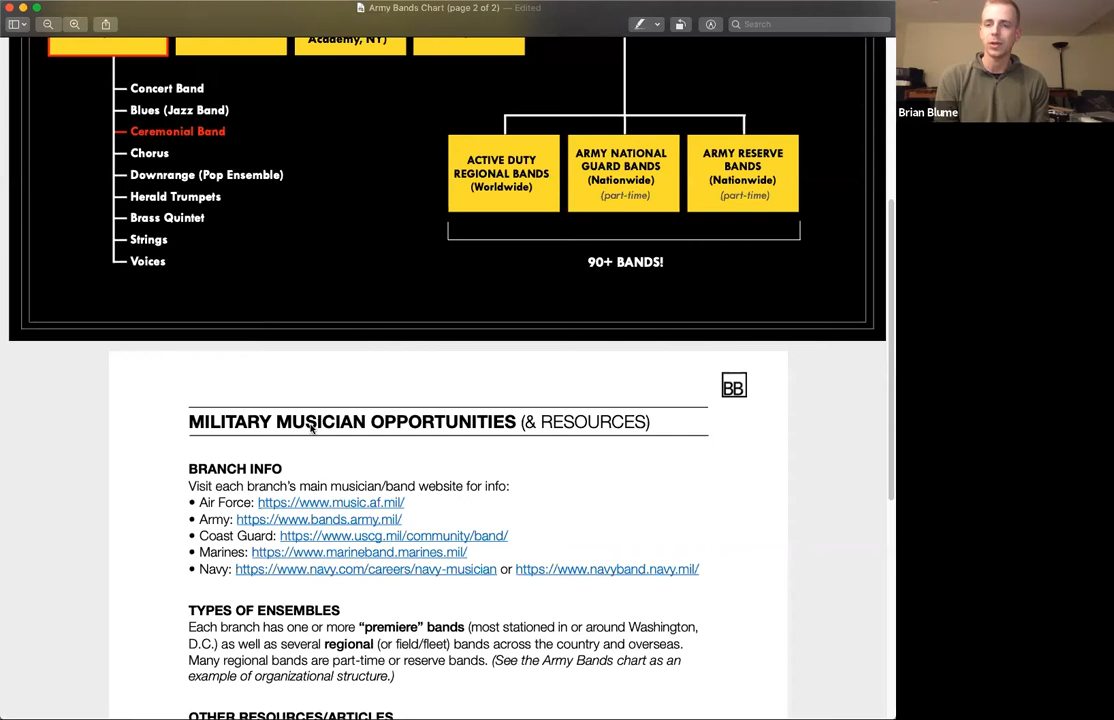 Army Bands Chart (page 2 of 2) — Edited
Search
Academy, NY)
Concert Band
Blues (Jazz Band)
Ceremonial Band
Chorus
Downrange (Pop Ensemble)
Herald Trumpets
Brass Quintet
Strings
Voices
ACTIVE DUTY
REGIONAL BANDS
(Worldwide)
ARMY NATIONAL
GUARD BANDS
(Nationwide)
(part-time)
ARMY RESERVE
BANDS
(Nationwide)
(part-time)
90+ BANDS!
Brian Blume
BB
MILITARY MUSICIAN OPPORTUNITIES (& RESOURCES)
BRANCH INFO
Visit each branch's main musician/band website for info:
• Air Force: https://www.music.af.mil/
• Army: https://www.bands.army.mil/
• Coast Guard: https://www.uscg.mil/community/band/
• Marines: https://www.marineband.marines.mil/
• Navy: https://www.navy.com/careers/navy-musician or https://www.navyband.navy.mil/
TYPES OF ENSEMBLES
Each branch has one or more “premiere” bands (most stationed in or around Washington,
D.C.) as well as several regional (or field/fleet) bands across the country and overseas.
Many regional bands are part-time or reserve bands. (See the Army Bands chart as an
example of organizational structure.)
OTHER RESOURCES/ARTICLES